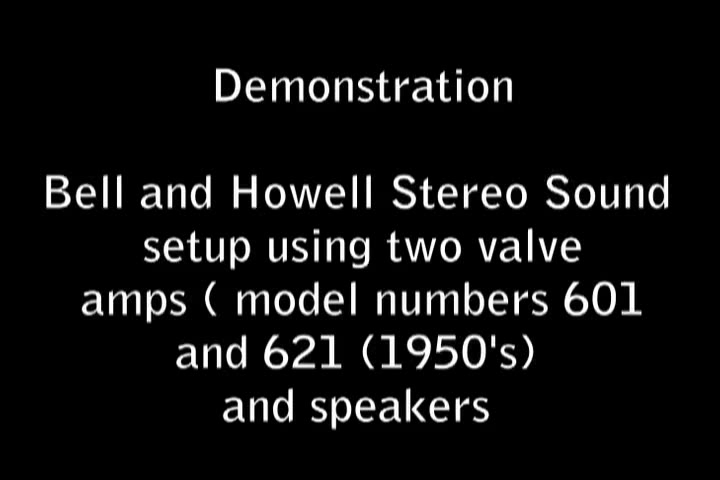 Demonstration
Bell and Howell Stereo Sound
setup using two valve
amps ( model numbers 601
and 621 (1950's)
and speakers